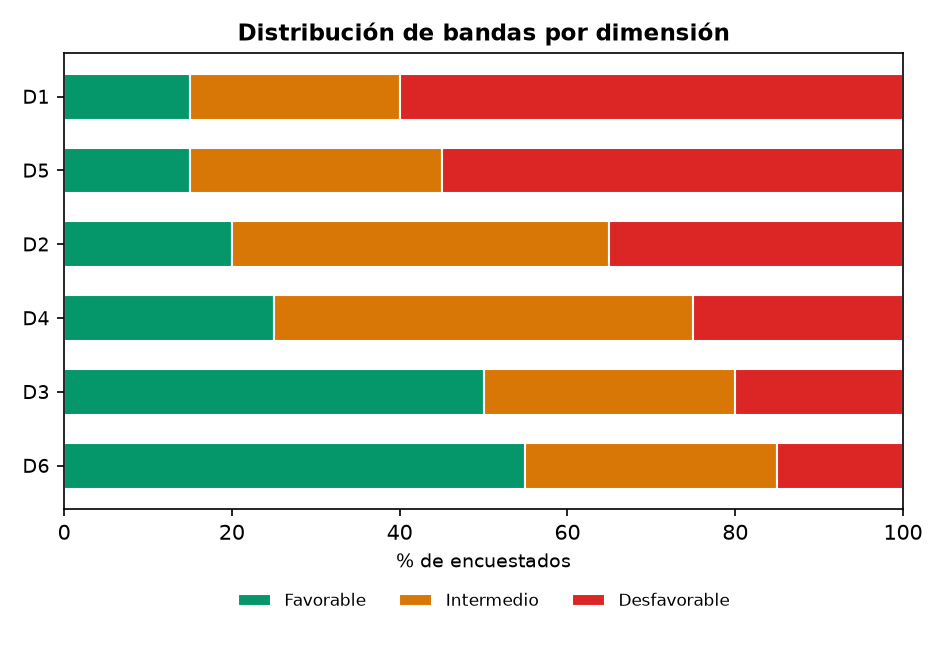 Distribución de bandas por dimensión
D1
D5
D2
D4
D3
D6
0 20 40 60 80 100
% de encuestados
Favorable Intermedio Desfavorable